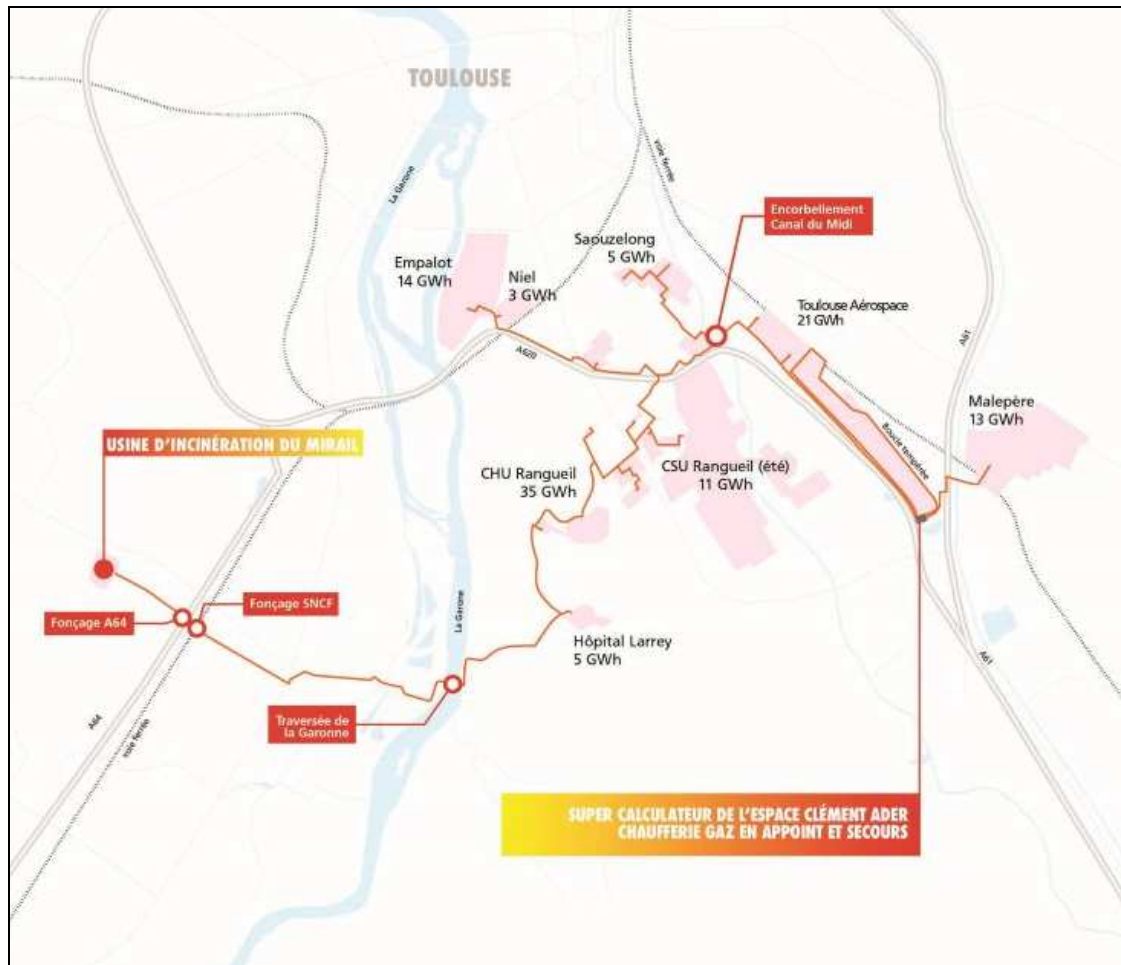 TOULOUSE
voie ferrée
La Garone
Encorbellement
Canal du Midi
Saouzelong
5 GWh
Empalot
14 GWh
Niel
3 GWh
Toulouse Aérospace
21 GWh
A620
A61
Malepère
13 GWh
Boucle tempérée
USINE D'INCINÉRATION DU MIRAIL
CHU Rangueil
35 GWh
CSU Rangueil (été)
11 GWh
Fonçage SNCF
Fonçage A64
La Garone
Hôpital Larrey
5 GWh
A61
A64
voie ferrée
Traversée de
la Garonne
SUPER CALCULATEUR DE L'ESPACE CLÉMENT ADER
CHAUFFERIE GAZ EN APPOINT ET SECOURS